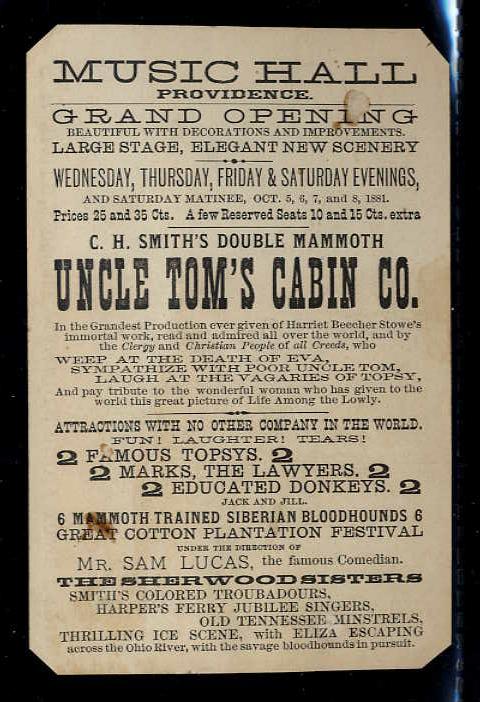 MUSIC HALL
PROVIDENCE.
GRAND OPENING
BEAUTIFUL WITH DECORATIONS AND IMPROVEMENTS.
LARGE STAGE, ELEGANT NEW SCENERY
WEDNESDAY, THURSDAY, FRIDAY & SATURDAY EVENINGS,
AND SATURDAY MATINEE, OCT. 5, 6, 7, and 8, 1881.
Prices 25 and 35 Cts. A few Reserved Seats 10 and 15 Cts. extra
C. H. SMITH'S DOUBLE MAMMOTH
UNCLE TOM'S CABIN CO.
In the Grandest Production ever given of Harriet Beecher Stowe's
immortal work, read and admired all over the world, and by
the Clergy and Christian People of all Creeds, who
WEEP AT THE DEATH OF EVA,
SYMPATHIZE WITH POOR UNCLE TOM,
LAUGH AT THE VAGARIES OF TOPSY,
And pay tribute to the wonderful woman who has given to the
world this great picture of Life Among the Lowly.
ATTRACTIONS WITH NO OTHER COMPANY IN THE WORLD.
FUN! LAUGHTER! TEARS!
2 FAMOUS TOPSYS. 2
2 MARKS, THE LAWYERS. 2
2 EDUCATED DONKEYS. 2
JACK AND JILL.
6 MAMMOTH TRAINED SIBERIAN BLOODHOUNDS 6
GREAT COTTON PLANTATION FESTIVAL
UNDER THE DIRECTION OF
MR. SAM LUCAS, the famous Comedian.
THE SHERWOOD SISTERS
SMITH'S COLORED TROUBADOURS,
HARPER'S FERRY JUBILEE SINGERS,
OLD TENNESSEE MINSTRELS,
THRILLING ICE SCENE, with ELIZA ESCAPING
across the Ohio River, with the savage bloodhounds in pursuit.